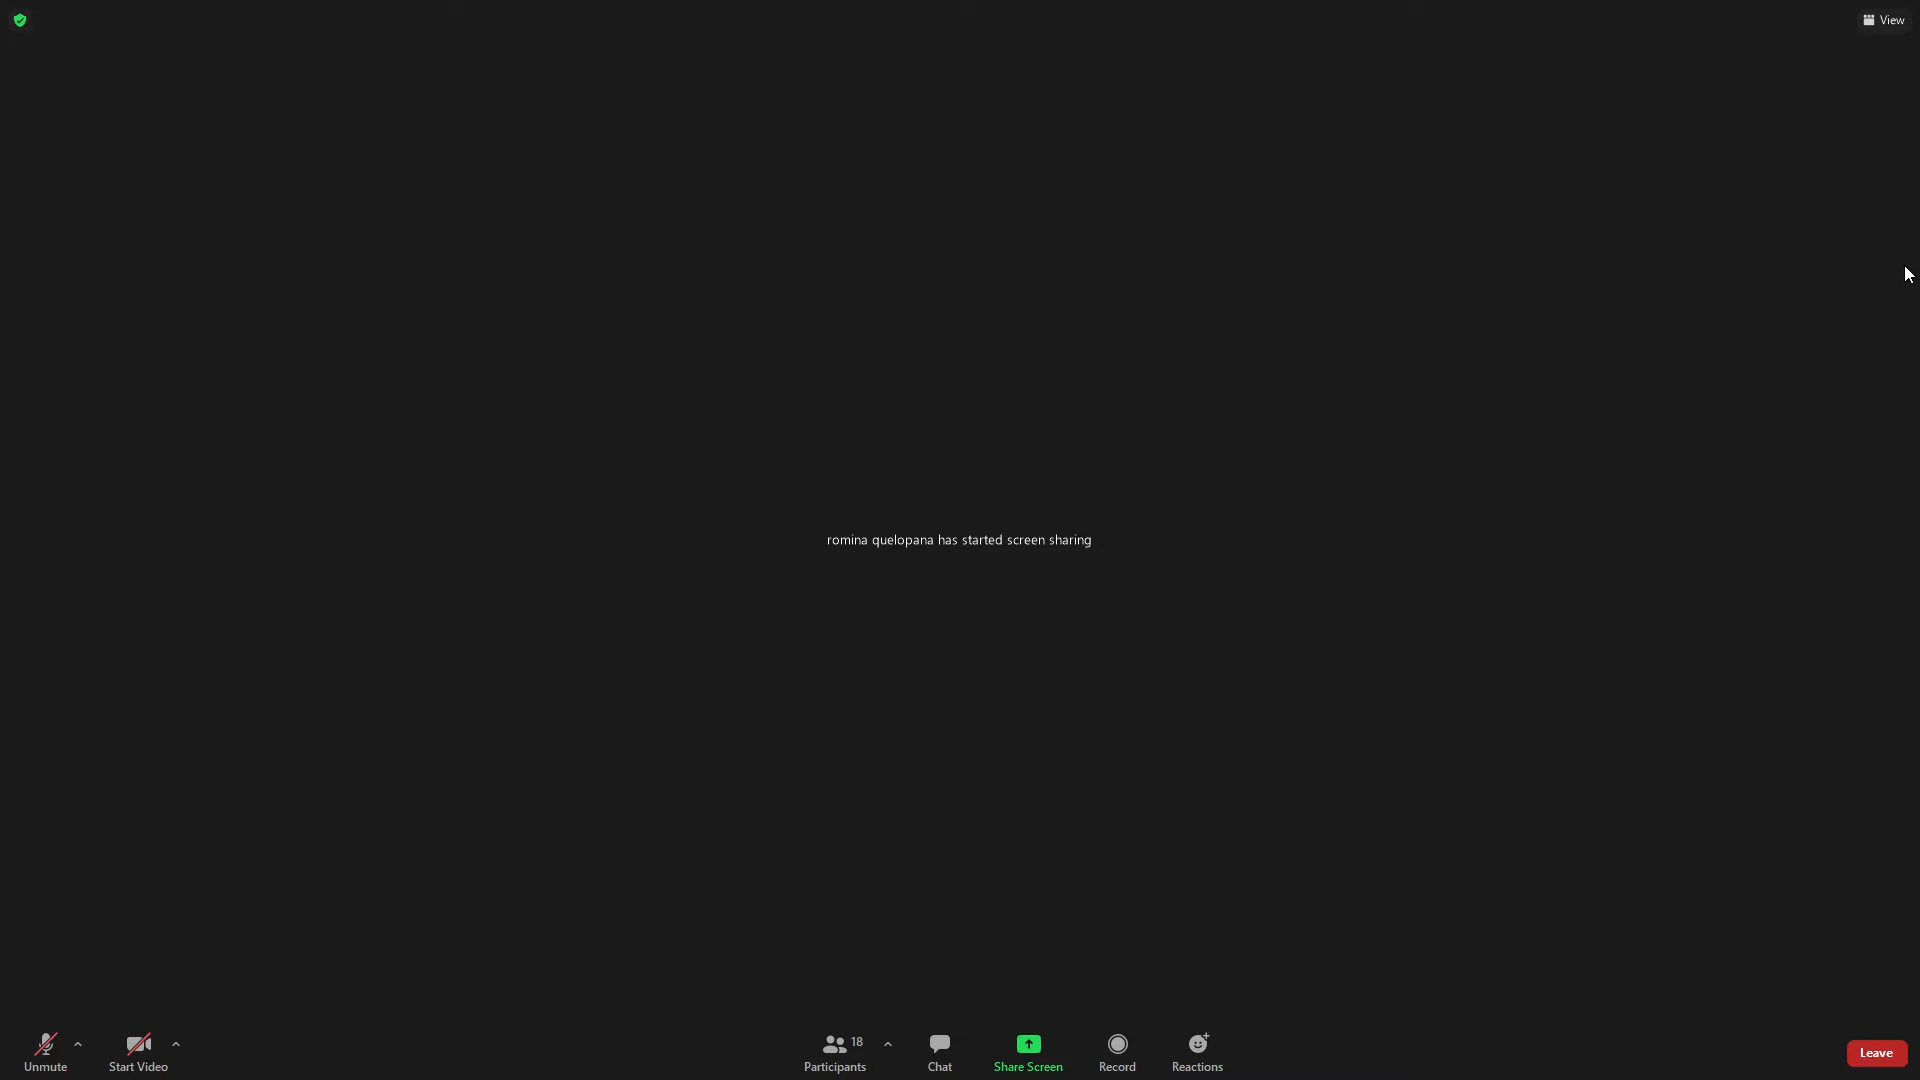 View
romina quelopana has started screen sharing
18
Unmute
Start Video
Participants
Chat
Share Screen
Record
Reactions
Leave